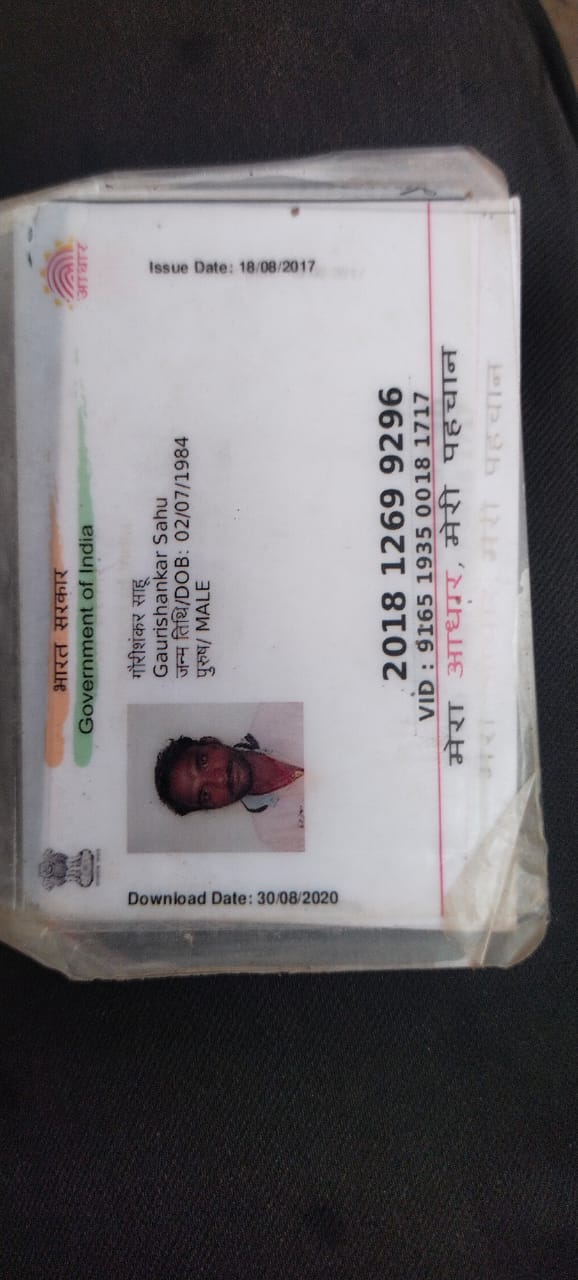 भारत सरकार
Government of India
आधार
Issue Date: 18/08/2017
Download Date: 30/08/2020
गौरीशंकर साहू
Gaurishankar Sahu
जन्म तिथि/DOB: 02/07/1984
पुरुष/ MALE
2018 1269 9296
VID : 9165 1935 0018 1717
मेरा आधार, मेरी पहचान